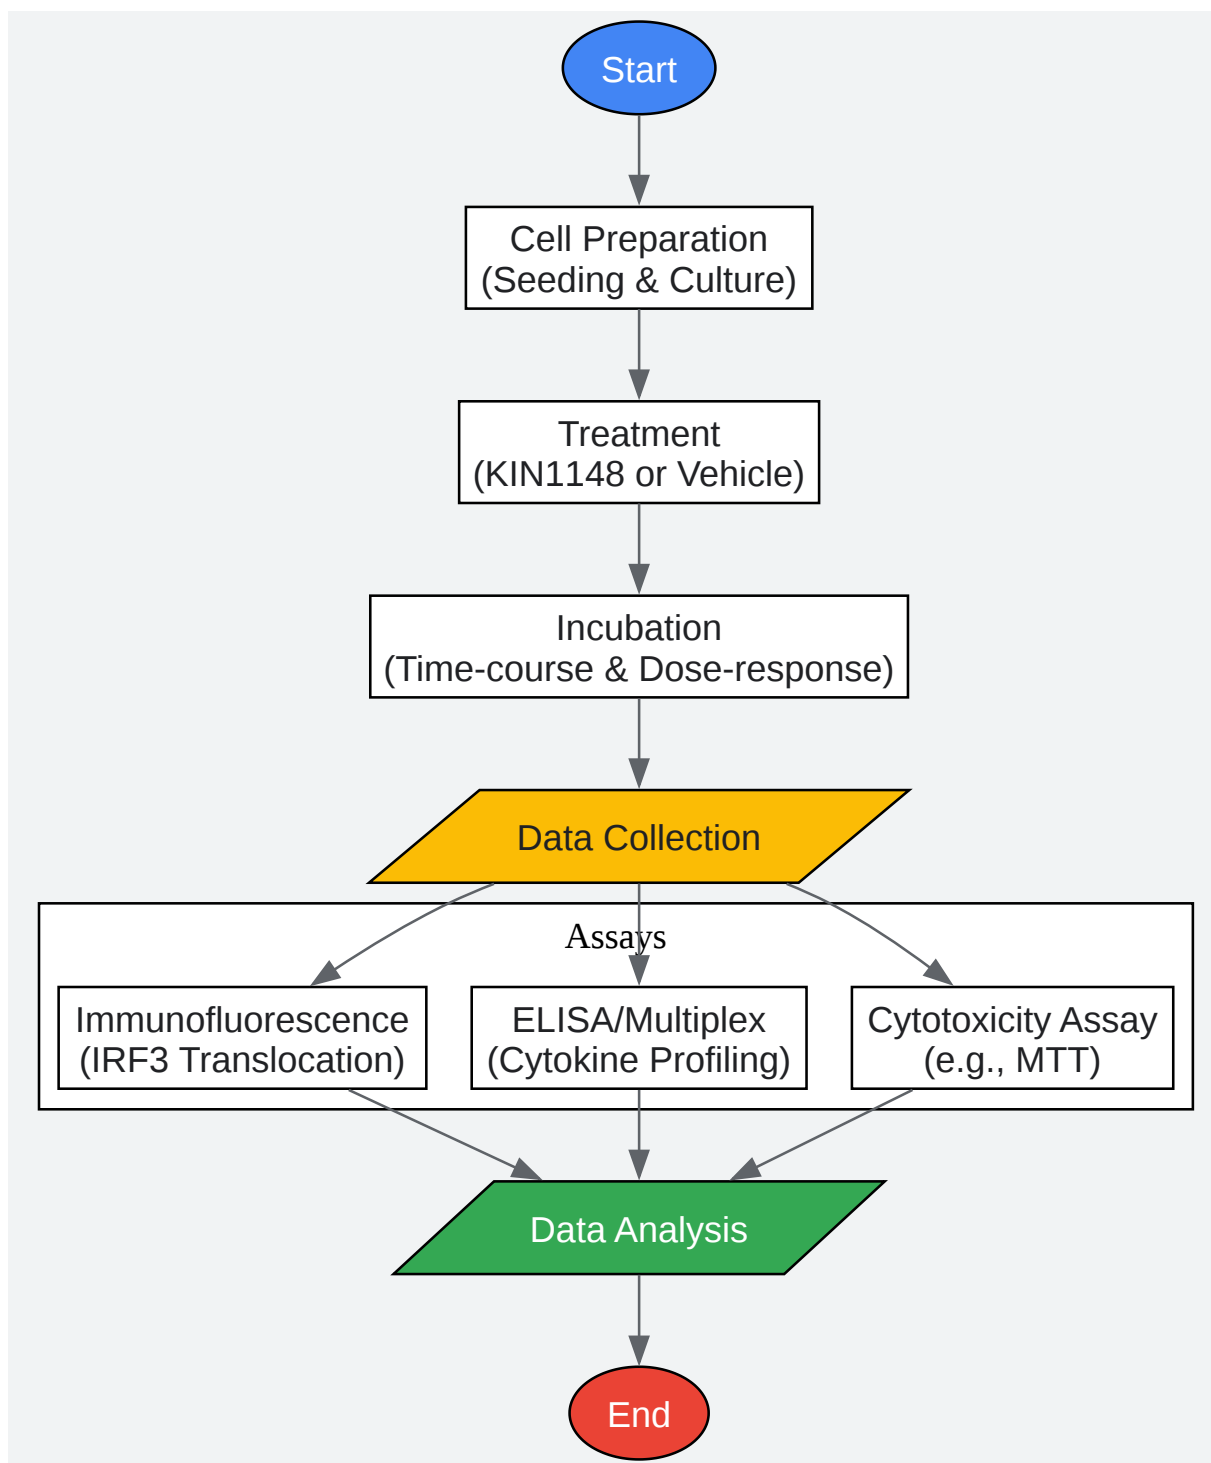 Start
Cell Preparation
(Seeding & Culture)
Treatment
(KIN1148 or Vehicle)
Incubation
(Time-course & Dose-response)
Data Collection
Assays
Immunofluorescence
(IRF3 Translocation)
ELISA/Multiplex
(Cytokine Profiling)
Cytotoxicity Assay
(e.g., MTT)
Data Analysis
End